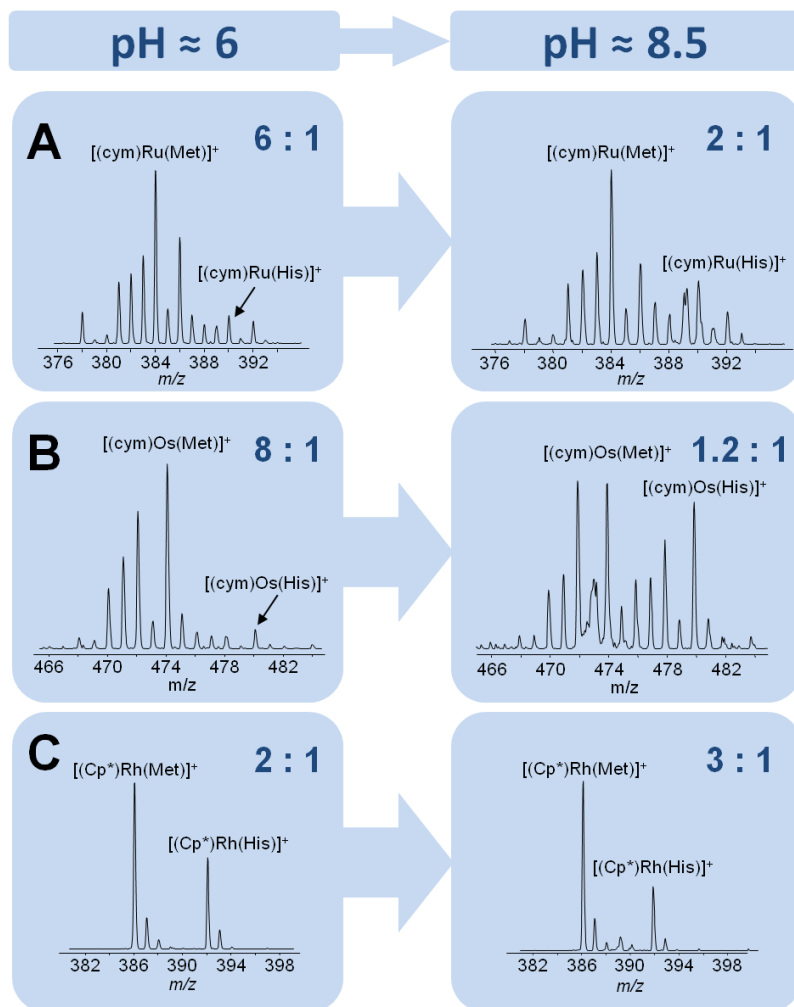 pH ≈ 6
pH ≈ 8.5
A
6 : 1
[(cym)Ru(Met)]⁺
[(cym)Ru(His)]⁺
376 380 384 388 392
m/z
2 : 1
[(cym)Ru(Met)]⁺
[(cym)Ru(His)]⁺
376 380 384 388 392
m/z
B
8 : 1
[(cym)Os(Met)]⁺
[(cym)Os(His)]⁺
466 470 474 478 482
m/z
1.2 : 1
[(cym)Os(Met)]⁺
[(cym)Os(His)]⁺
466 470 474 478 482
m/z
C
2 : 1
[(Cp*)Rh(Met)]⁺
[(Cp*)Rh(His)]⁺
382 386 390 394 398
m/z
3 : 1
[(Cp*)Rh(Met)]⁺
[(Cp*)Rh(His)]⁺
382 386 390 394 398
m/z